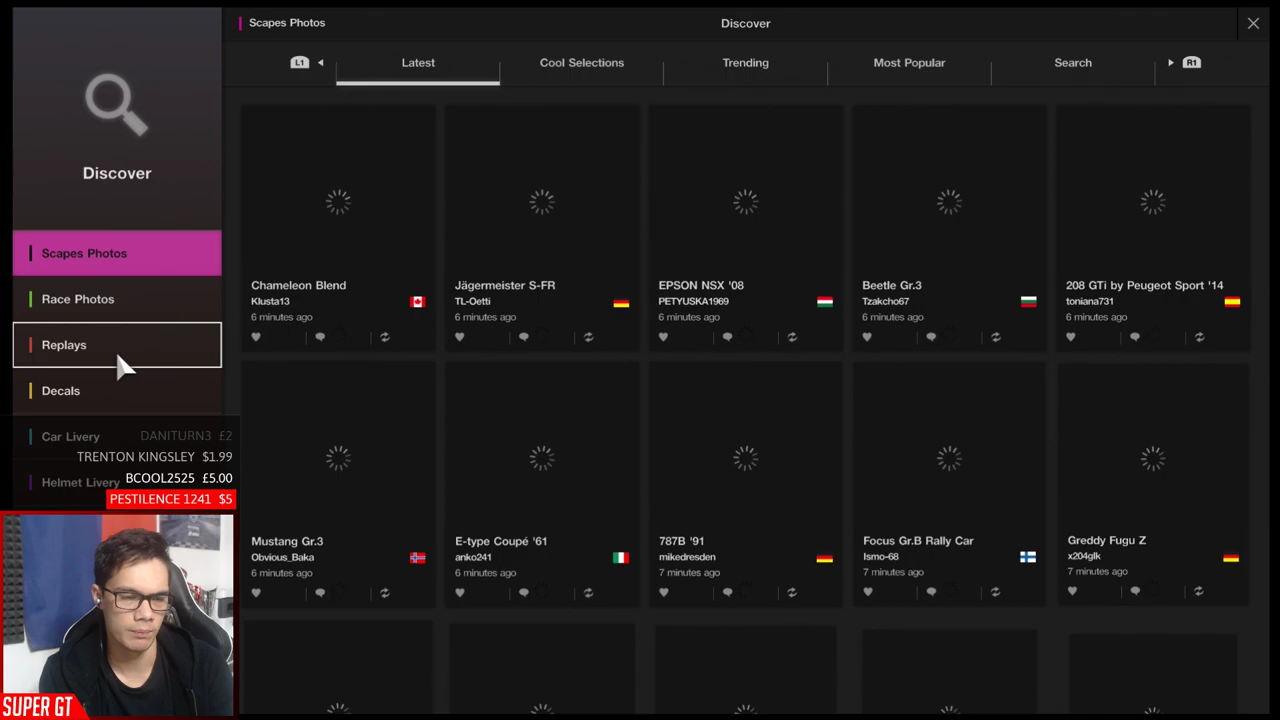 Scapes Photos
Discover
Discover
L1
Latest
Cool Selections
Trending
Most Popular
Search
R1
Scapes Photos
Race Photos
Replays
Decals
Car Livery
Helmet Livery
DANITURN3 £2
TRENTON KINGSLEY $1.99
BCOOL2525 £5.00
PESTILENCE 1241 $5
SUPER GT
Chameleon Blend
Klusta13
6 minutes ago
Jägermeister S-FR
TL-Oetti
6 minutes ago
EPSON NSX '08
PETYUSKA1969
6 minutes ago
Beetle Gr.3
Tzakcho67
6 minutes ago
208 GTi by Peugeot Sport '14
toniana731
6 minutes ago
Mustang Gr.3
Obvious_Baka
6 minutes ago
E-type Coupé '61
anko241
6 minutes ago
787B '91
mikedresden
7 minutes ago
Focus Gr.B Rally Car
Ismo-68
7 minutes ago
Greddy Fugu Z
x204glk
7 minutes ago